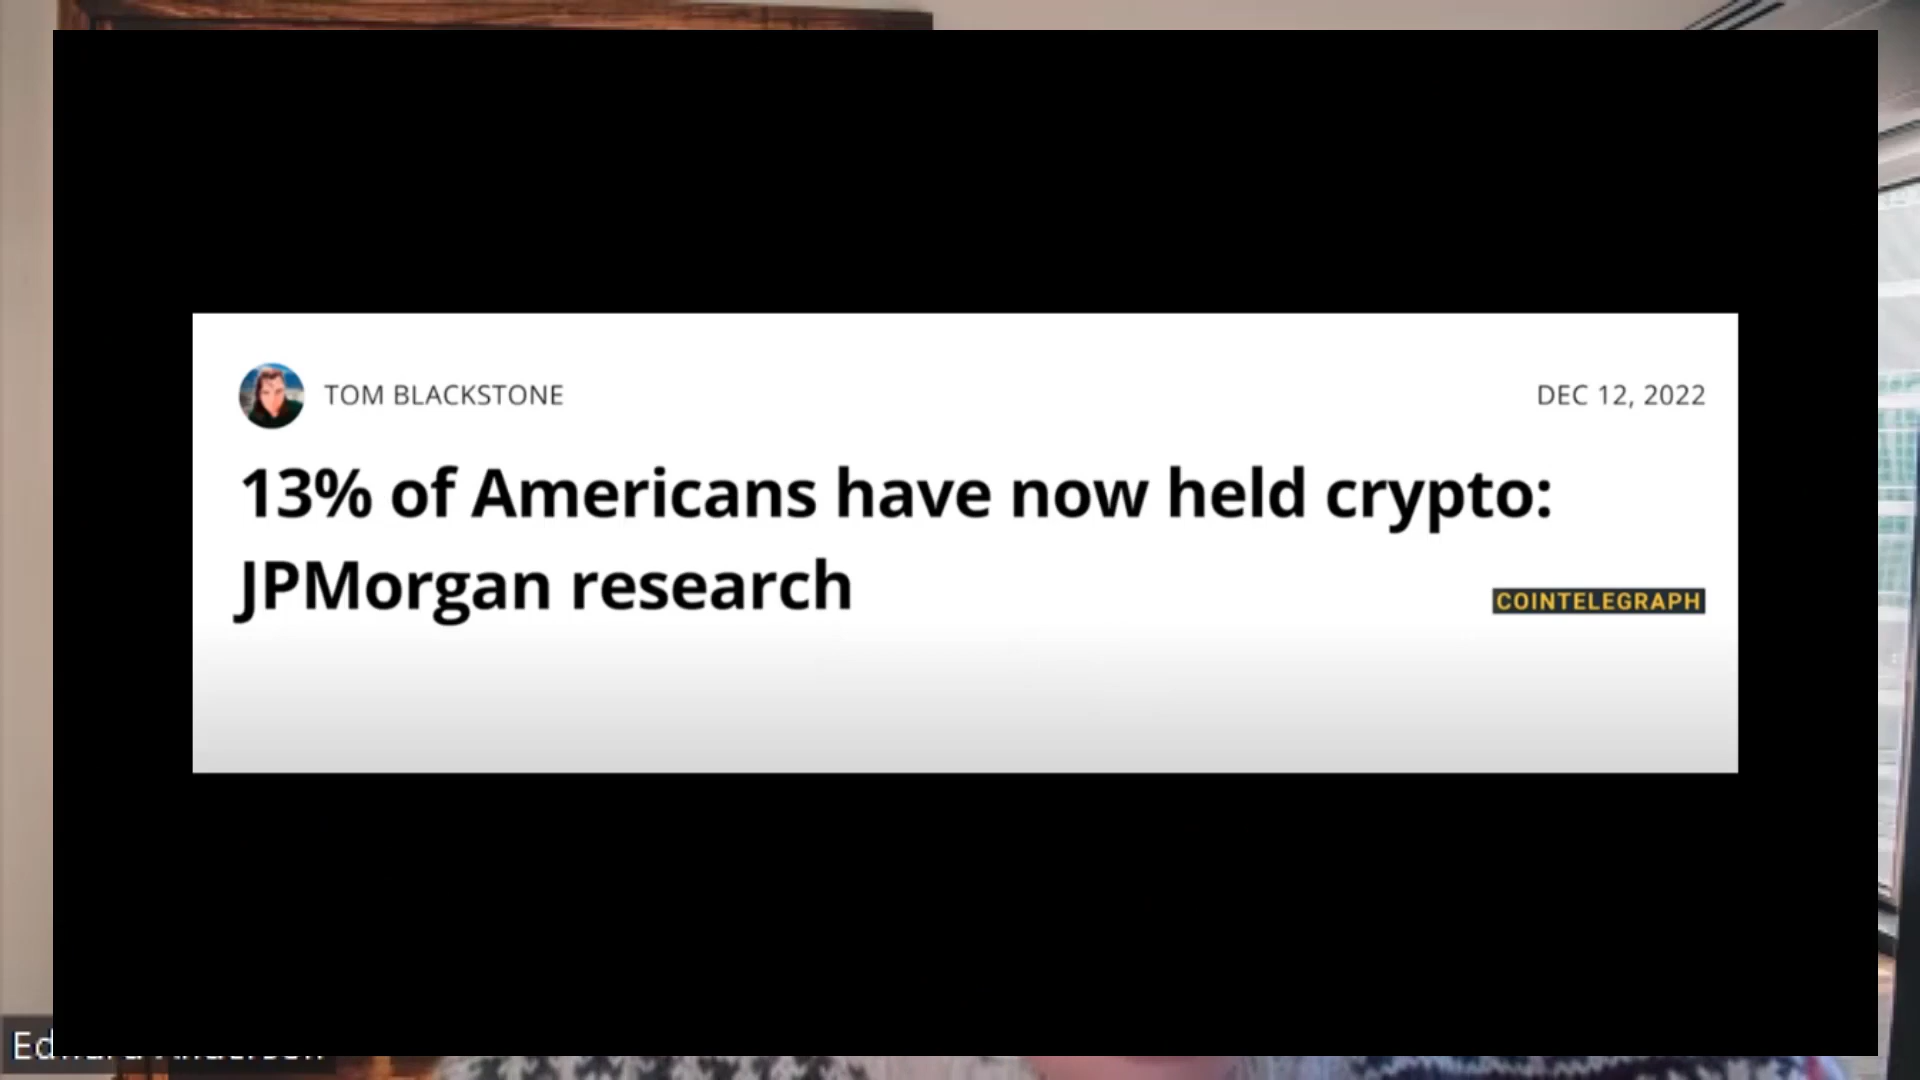 TOM BLACKSTONE
DEC 12, 2022
13% of Americans have now held crypto:
JPMorgan research
COINTELEGRAPH